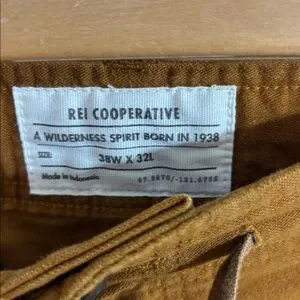 REI COOPERATIVE
A WILDERNESS SPIRIT BORN IN 1938
SIZE: 38W X 32L
Made in Indonesia